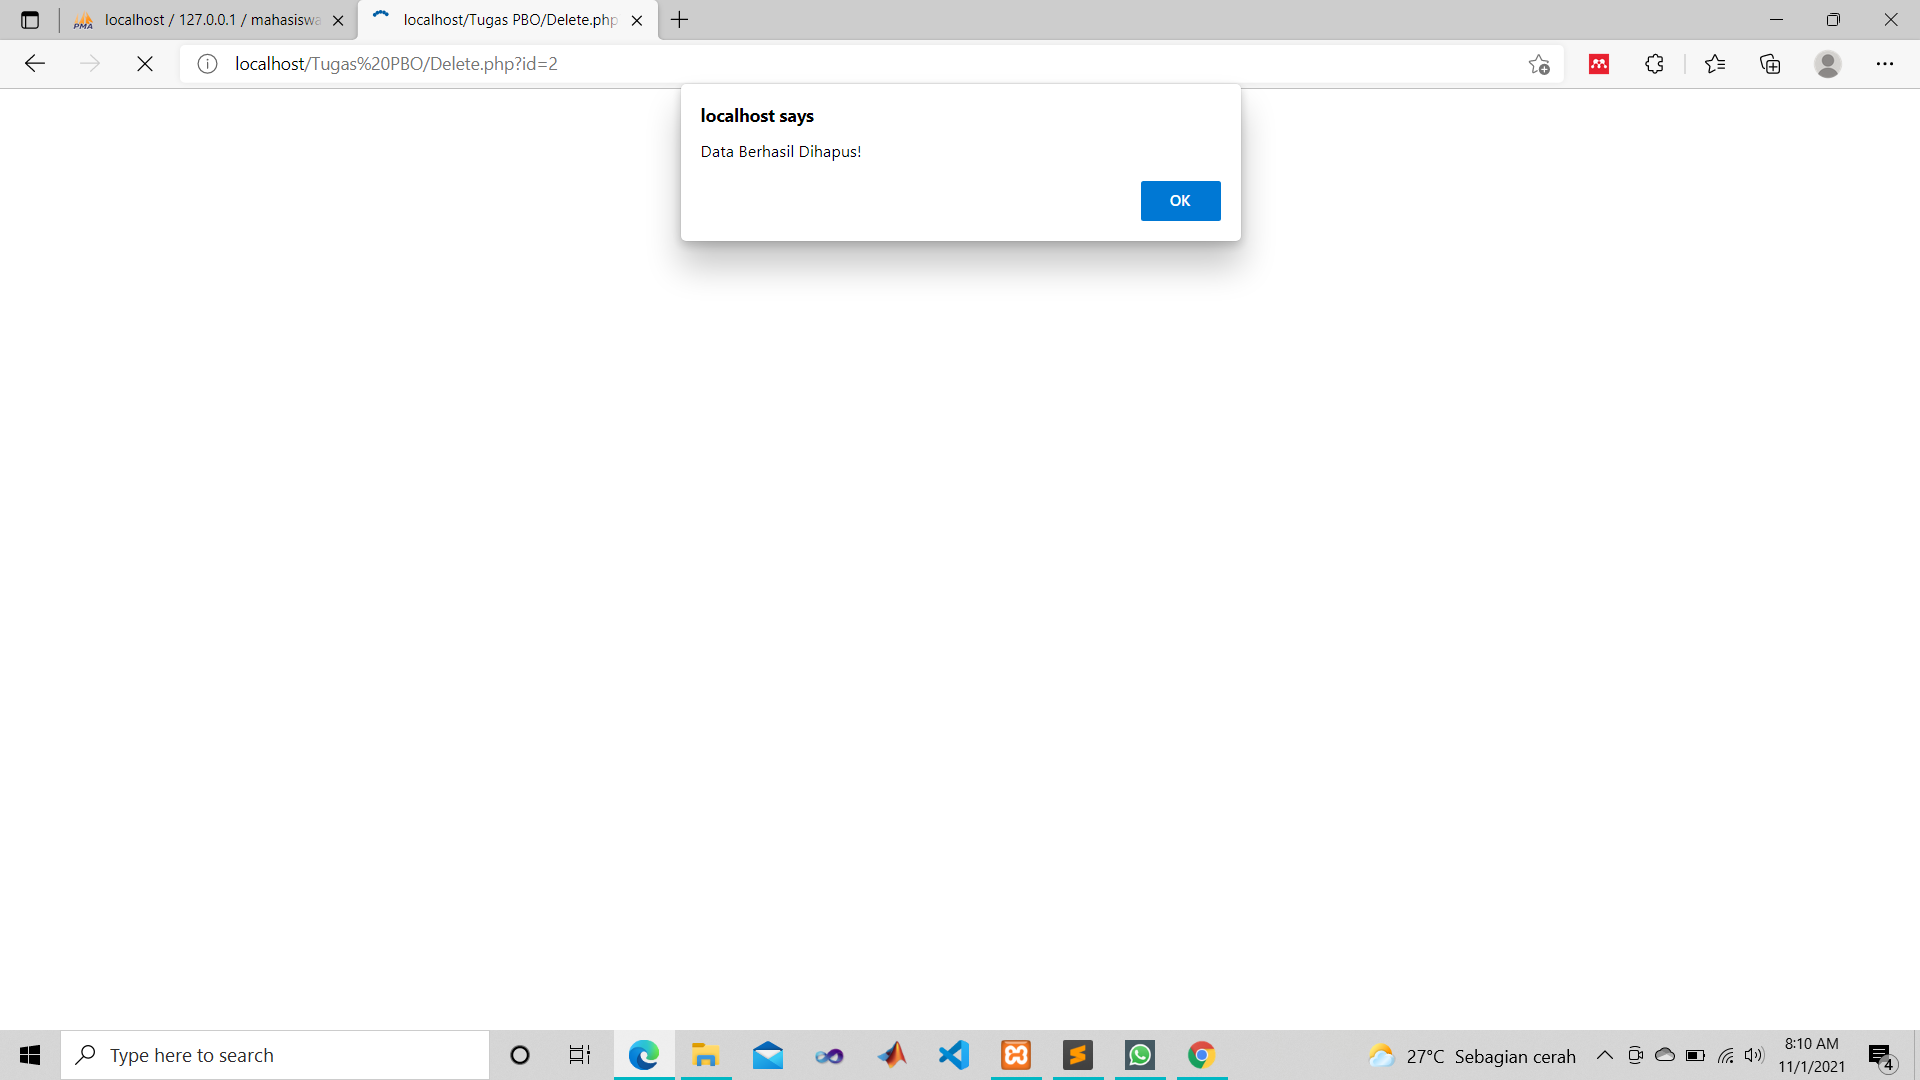 localhost / 127.0.0.1 / mahasiswa
localhost/Tugas PBO/Delete.php
localhost/Tugas%20PBO/Delete.php?id=2
localhost says
Data Berhasil Dihapus!
OK
Type here to search
27°C Sebagian cerah
8:10 AM
11/1/2021
4
PMA